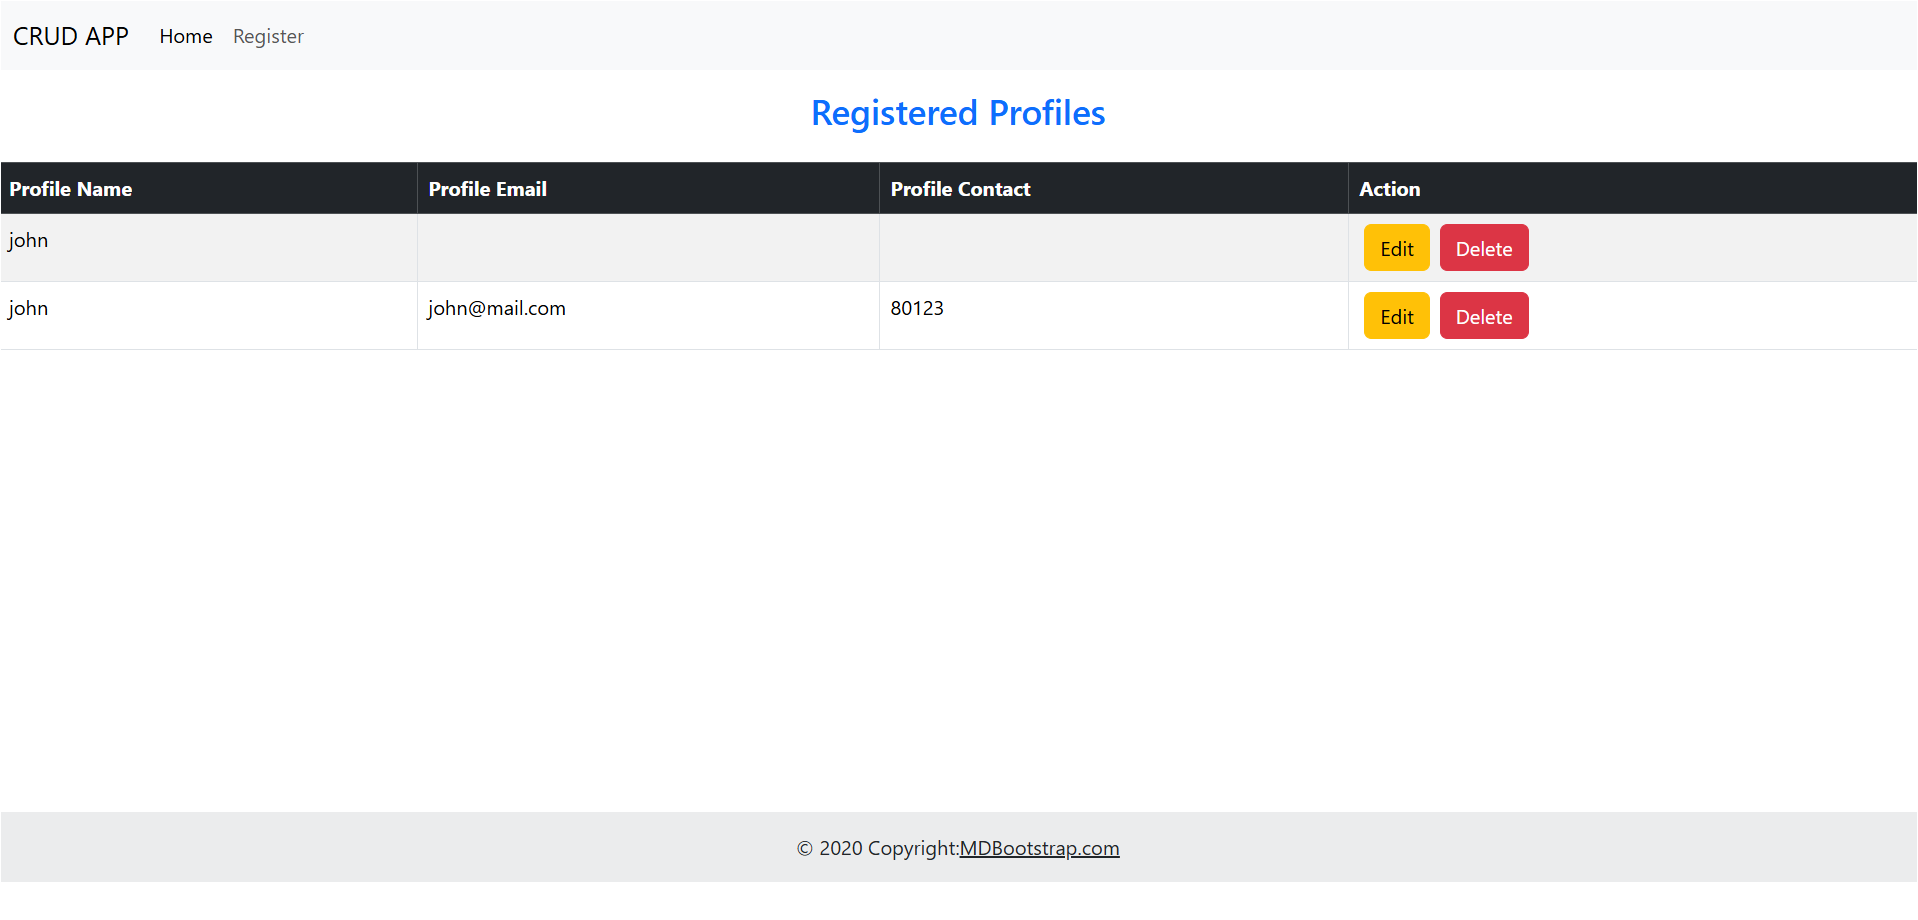 CRUD APP Home Register
Registered Profiles
Profile Name Profile Email Profile Contact Action
john Edit Delete
john john@mail.com 80123 Edit Delete
© 2020 Copyright:MDBootstrap.com